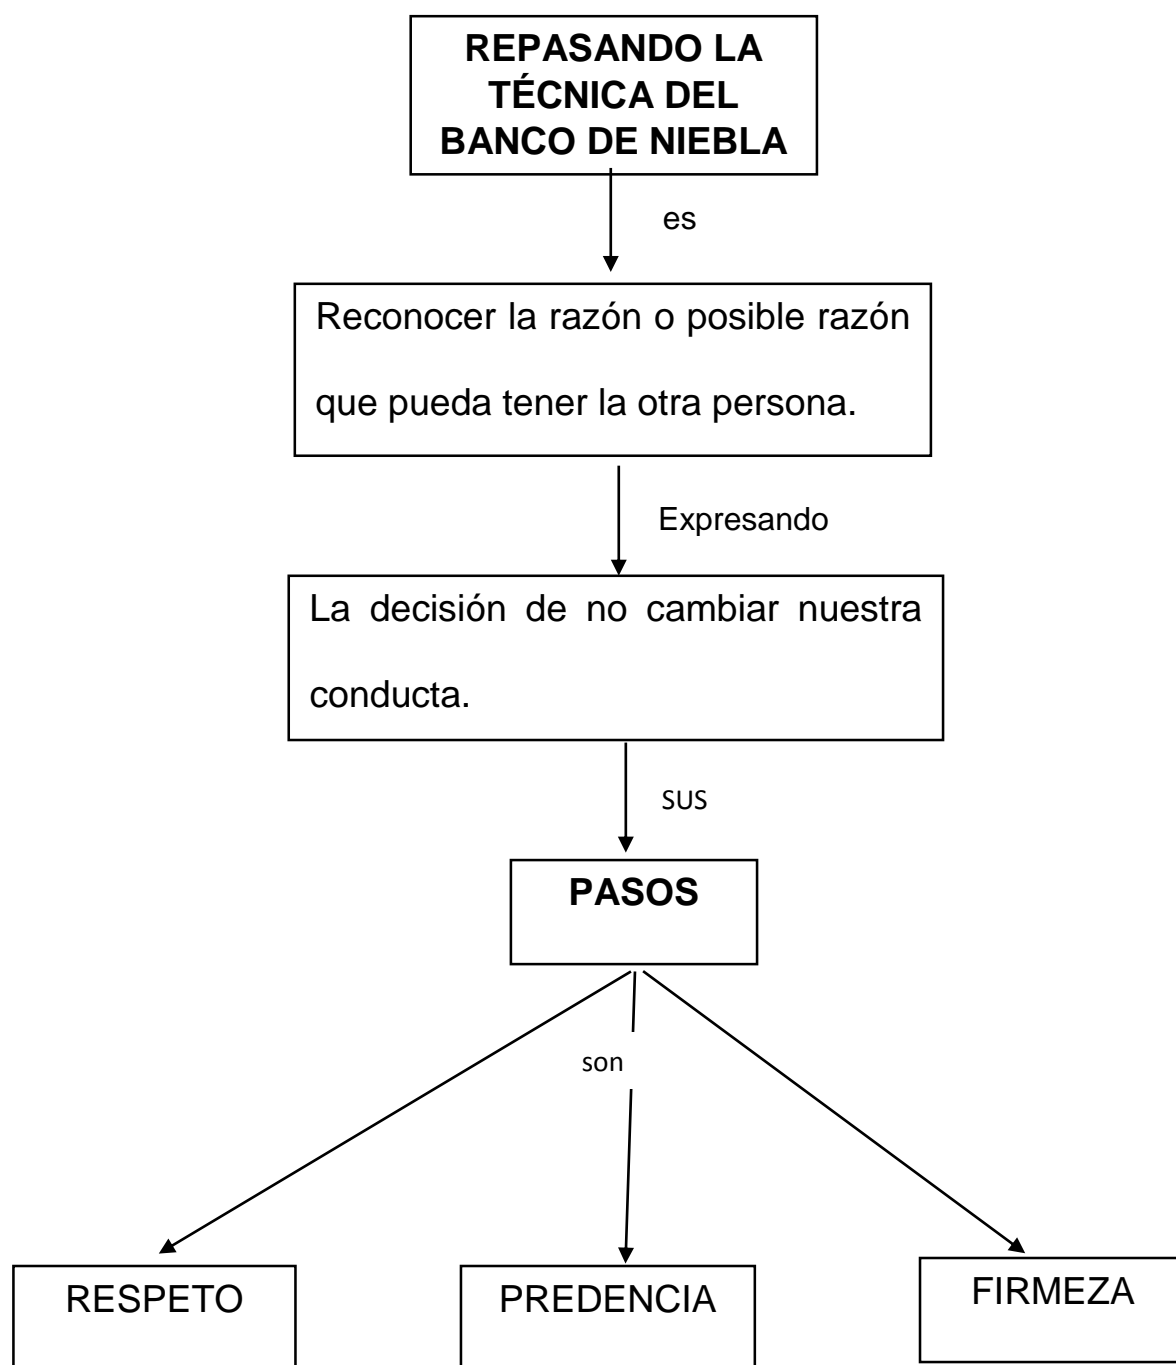 REPASANDO LA
TÉCNICA DEL
BANCO DE NIEBLA
es
Reconocer la razón o posible razón
que pueda tener la otra persona.
Expresando
La decisión de no cambiar nuestra
conducta.
SUS
PASOS
son
RESPETO
PREDENCIA
FIRMEZA